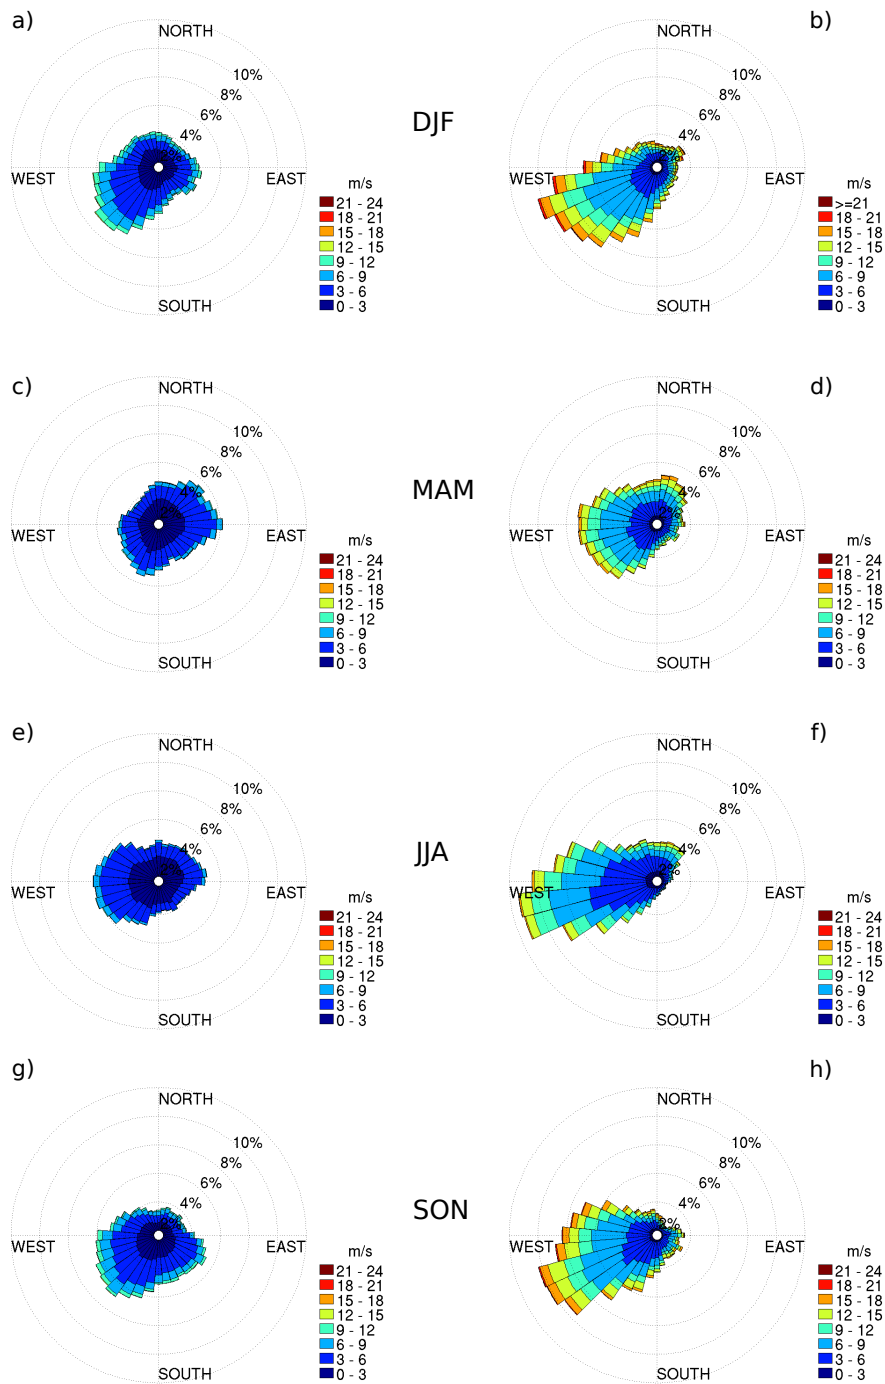 a)
NORTH
10%
8%
6%
4%
2%
WEST
EAST
SOUTH
m/s
21 - 24
18 - 21
15 - 18
12 - 15
9 - 12
6 - 9
3 - 6
0 - 3
DJF
b)
NORTH
10%
8%
6%
4%
2%
WEST
EAST
SOUTH
m/s
>=21
18 - 21
15 - 18
12 - 15
9 - 12
6 - 9
3 - 6
0 - 3
c)
NORTH
10%
8%
6%
4%
2%
WEST
EAST
SOUTH
m/s
21 - 24
18 - 21
15 - 18
12 - 15
9 - 12
6 - 9
3 - 6
0 - 3
MAM
d)
NORTH
10%
8%
6%
4%
2%
WEST
EAST
SOUTH
m/s
21 - 24
18 - 21
15 - 18
12 - 15
9 - 12
6 - 9
3 - 6
0 - 3
e)
NORTH
10%
8%
6%
4%
2%
WEST
EAST
SOUTH
m/s
21 - 24
18 - 21
15 - 18
12 - 15
9 - 12
6 - 9
3 - 6
0 - 3
JJA
f)
NORTH
10%
8%
6%
4%
2%
WEST
EAST
SOUTH
m/s
21 - 24
18 - 21
15 - 18
12 - 15
9 - 12
6 - 9
3 - 6
0 - 3
g)
NORTH
10%
8%
6%
4%
2%
WEST
EAST
SOUTH
m/s
21 - 24
18 - 21
15 - 18
12 - 15
9 - 12
6 - 9
3 - 6
0 - 3
SON
h)
NORTH
10%
8%
6%
4%
2%
WEST
EAST
SOUTH
m/s
21 - 24
18 - 21
15 - 18
12 - 15
9 - 12
6 - 9
3 - 6
0 - 3